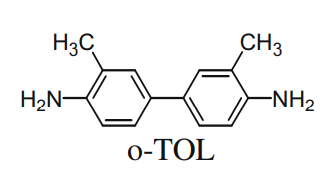 H₃C CH₃
H₂N NH₂
o-TOL